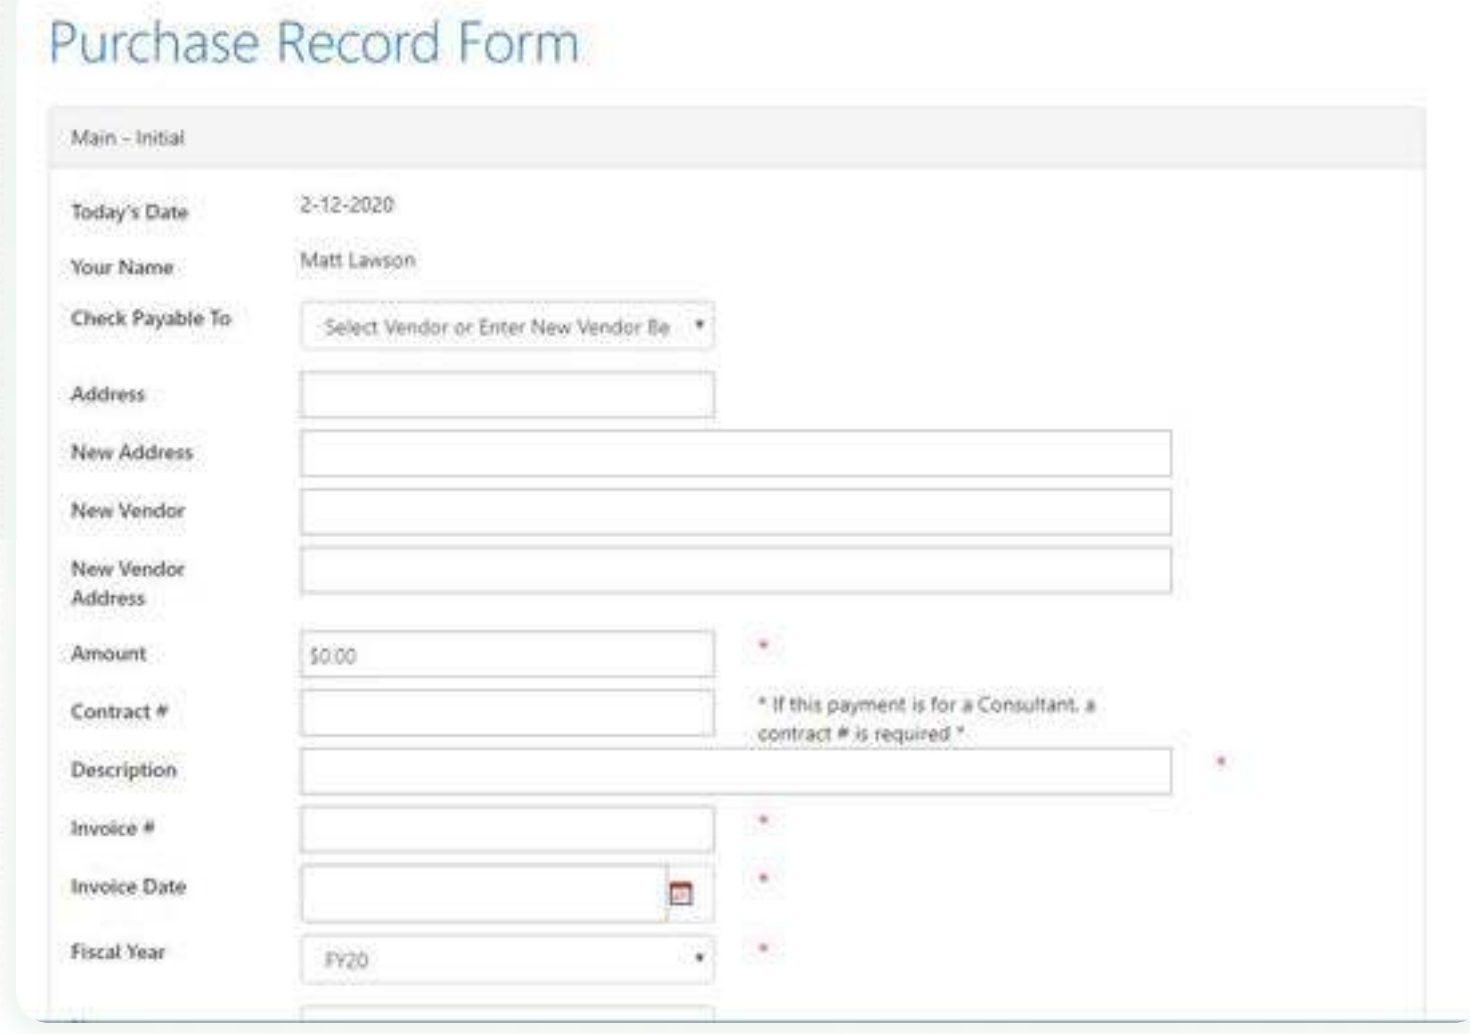 Purchase Record Form
Main - Initial
Today's Date 2-12-2020
Your Name Matt Lawson
Check Payable To Select Vendor or Enter New Vendor Be
Address
New Address
New Vendor
New Vendor
Address
Amount $0.00 *
Contract # * If this payment is for a Consultant, a
contract # is required *
Description *
Invoice # *
Invoice Date *
Fiscal Year FY20 *